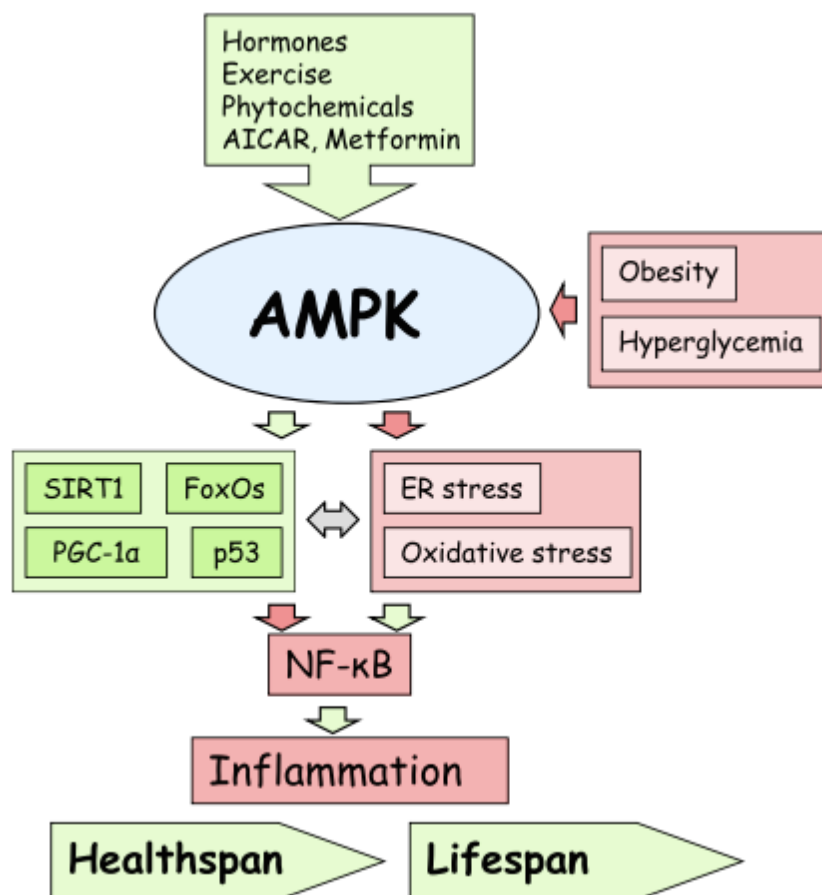 Hormones
Exercise
Phytochemicals
AICAR, Metformin
AMPK
Obesity
Hyperglycemia
SIRT1
FoxOs
PGC-1α
p53
ER stress
Oxidative stress
NF-κB
Inflammation
Healthspan
Lifespan